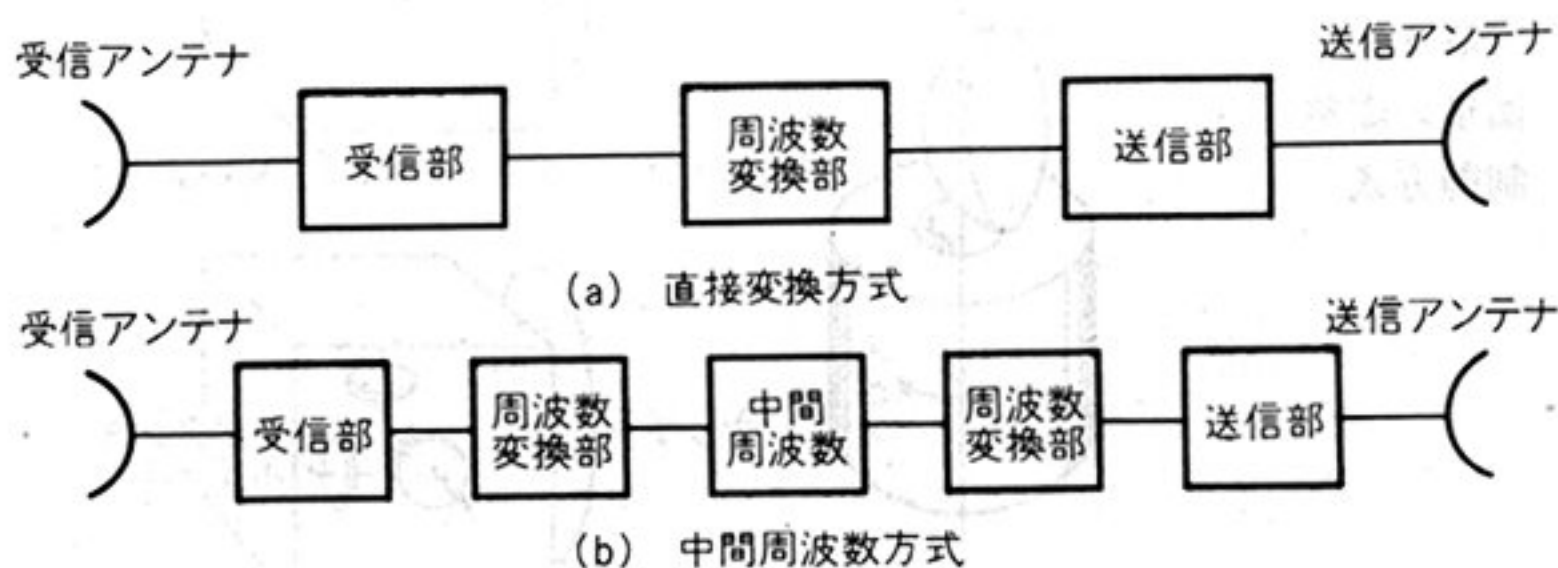 受信アンテナ
送信アンテナ
受信部
周波数
変換部
送信部
(a) 直接変換方式
受信アンテナ
送信アンテナ
受信部
周波数
変換部
中間
周波数
周波数
変換部
送信部
(b) 中間周波数方式